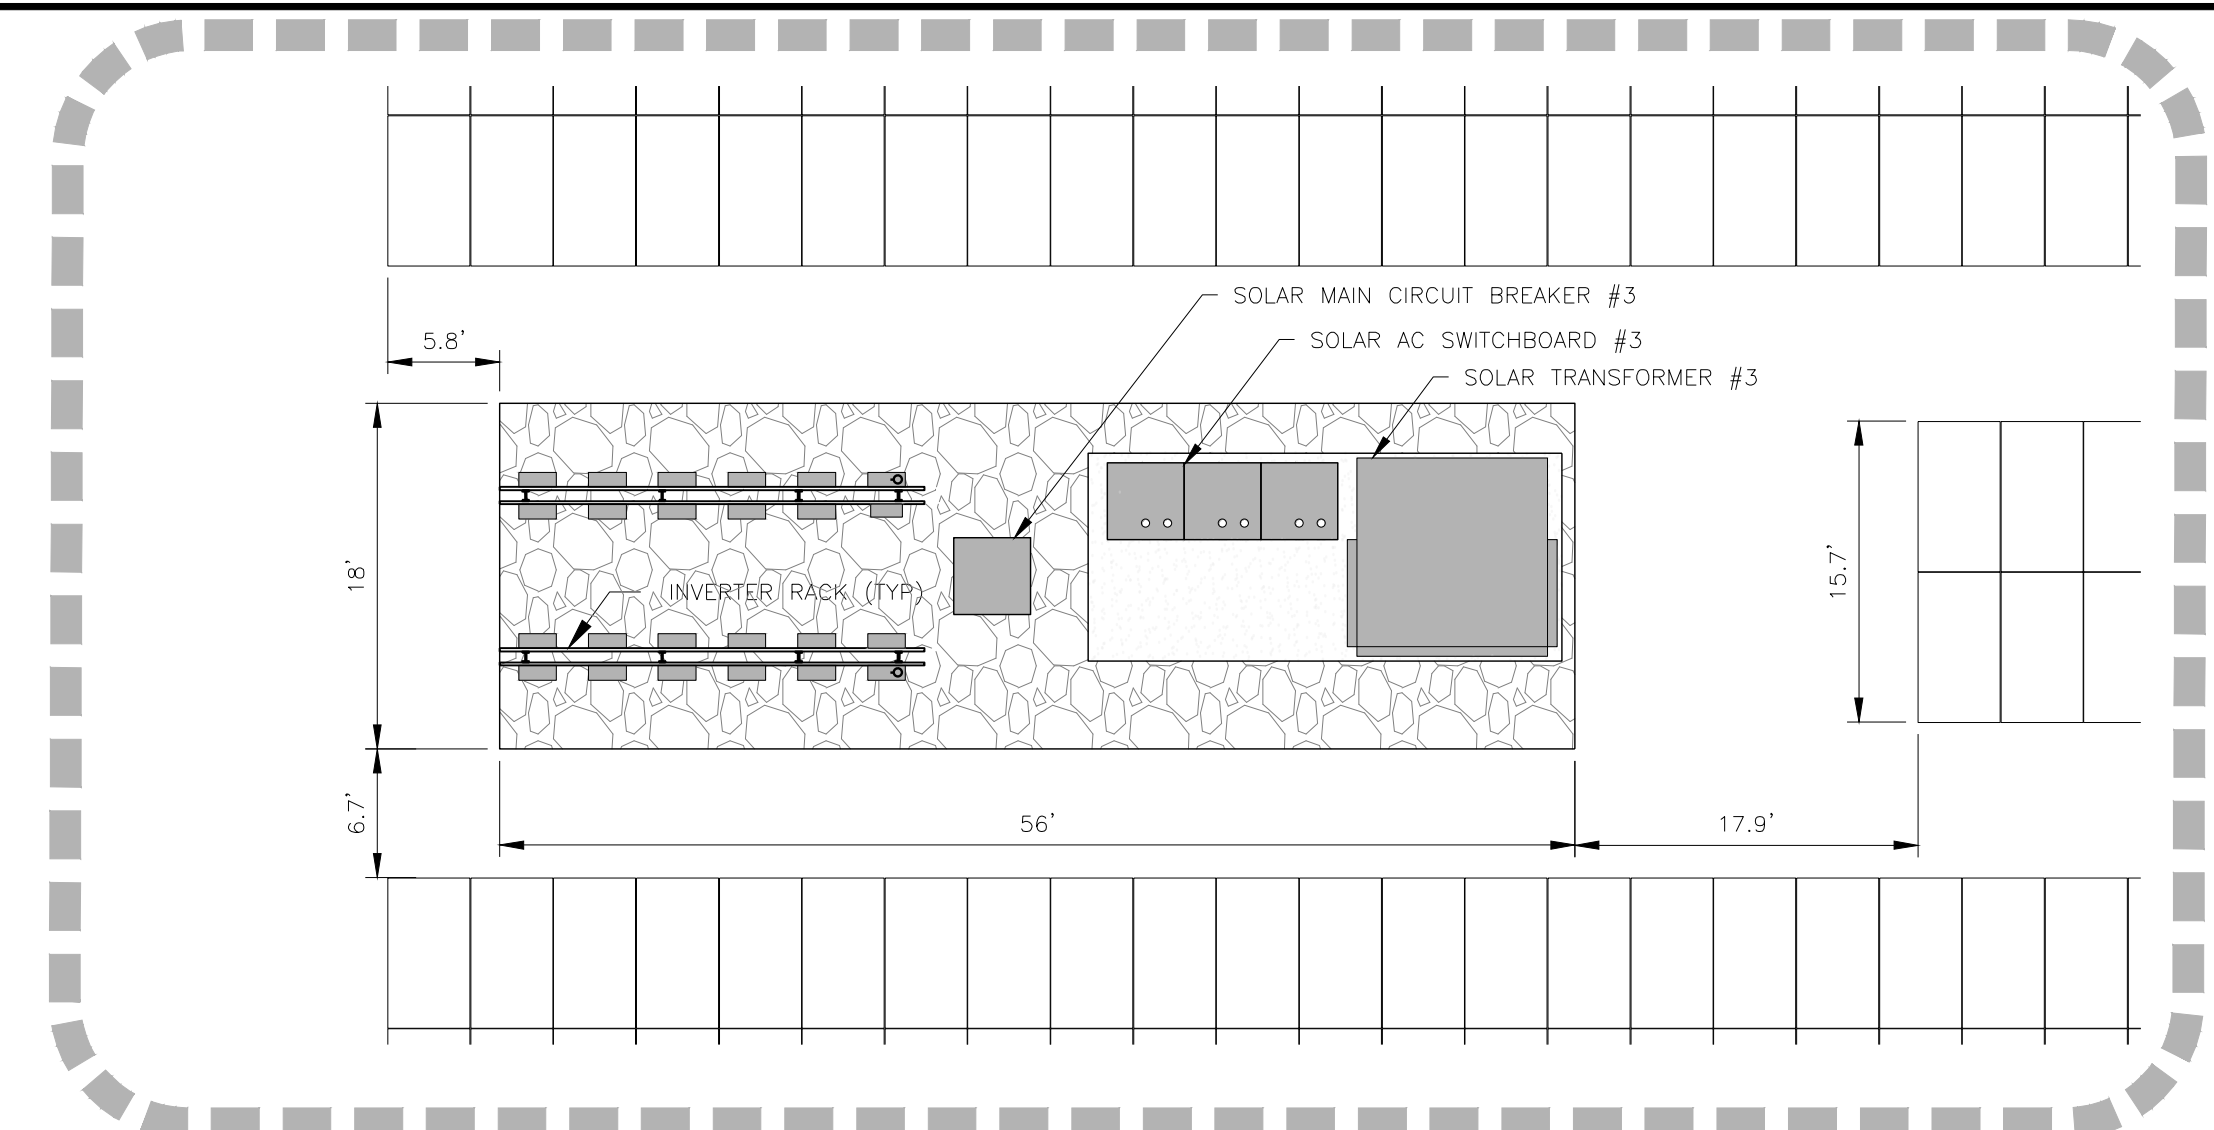 SOLAR MAIN CIRCUIT BREAKER #3
5.8'
SOLAR AC SWITCHBOARD #3
SOLAR TRANSFORMER #3
18'
15.7'
INVERTER RACK (TYP)
6.7'
56'
17.9'